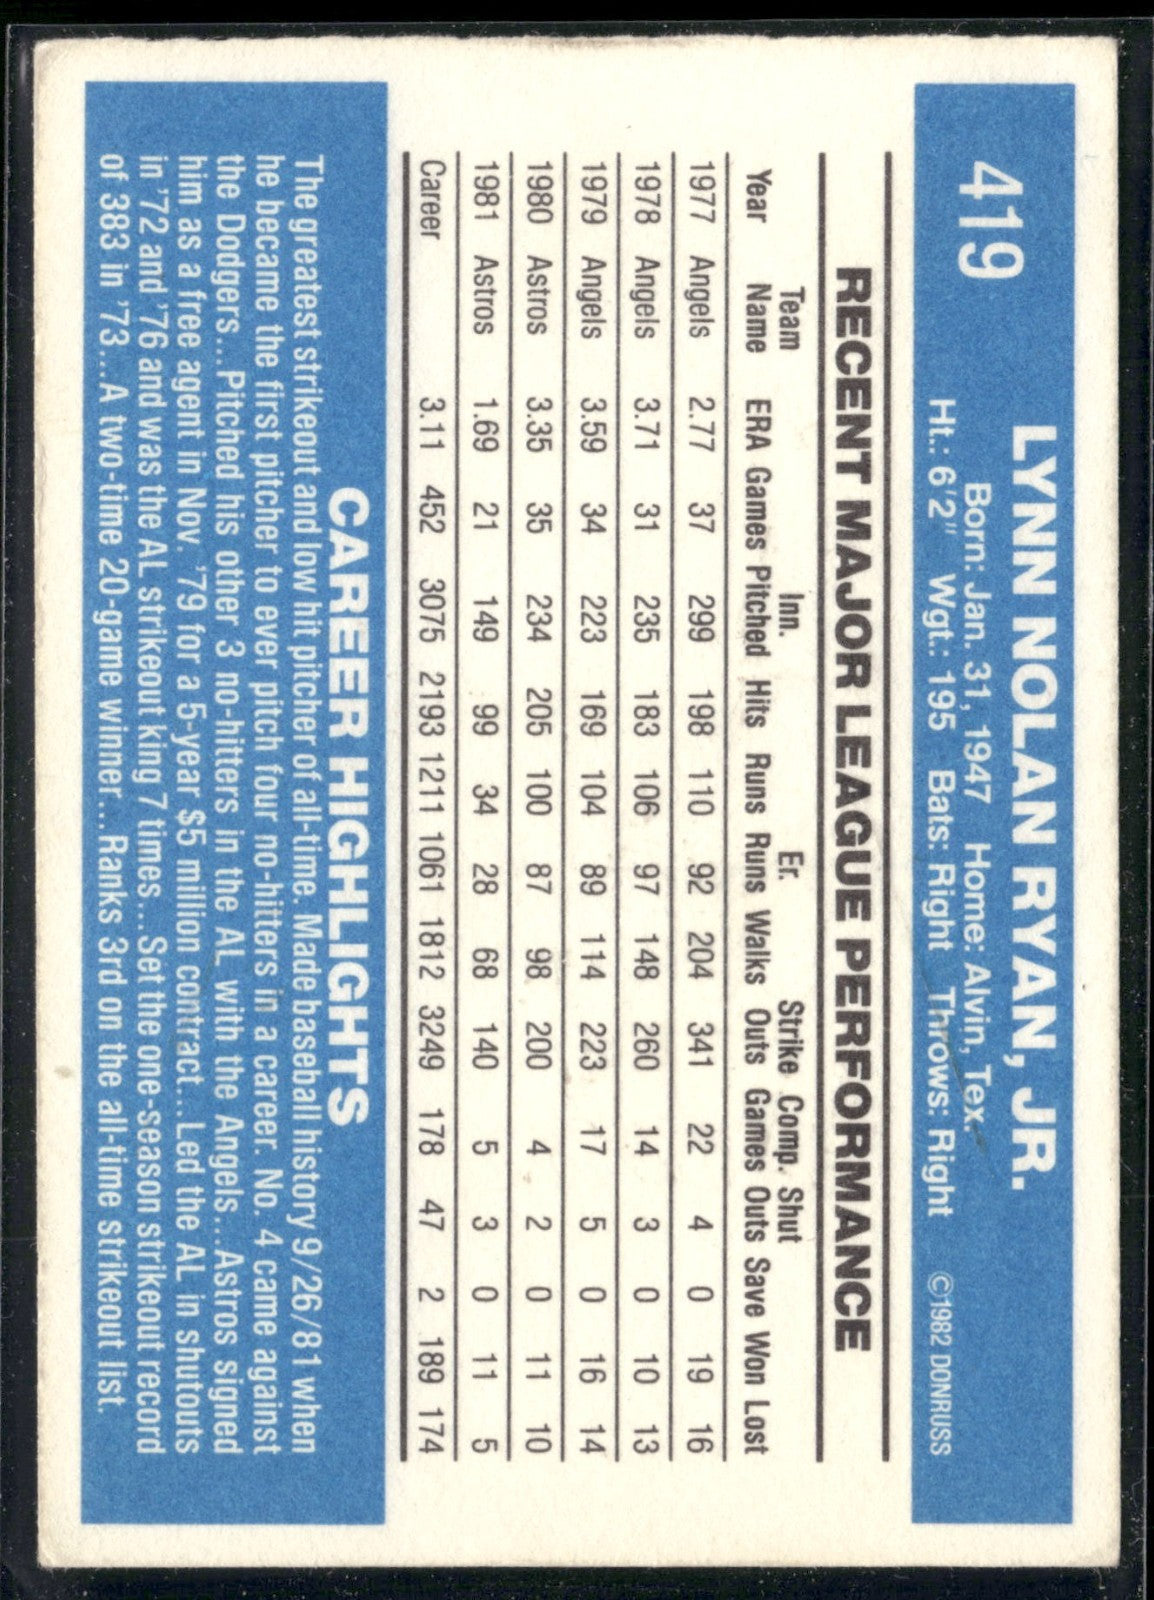 419
LYNN NOLAN RYAN, JR.
Born: Jan. 31, 1947 Home: Alvin, Tex.
Ht.: 6'2" Wgt.: 195 Bats: Right Throws: Right ©1982 DONRUSS
RECENT MAJOR LEAGUE PERFORMANCE
Team Inn. Er. Strike Comp. Shut
Year Name ERA Games Pitched Hits Runs Runs Walks Outs Games Outs Save Won Lost
1977 Angels 2.77 37 299 198 110 92 204 341 22 4 0 19 16
1978 Angels 3.71 31 235 183 106 97 148 260 14 3 0 10 13
1979 Angels 3.59 34 223 169 104 89 114 223 17 5 0 16 14
1980 Astros 3.35 35 234 205 100 87 98 200 4 2 0 11 10
1981 Astros 1.69 21 149 99 34 28 68 140 5 3 0 11 5
Career 3.11 452 3075 2193 1211 1061 1812 3249 178 47 2 189 174
CAREER HIGHLIGHTS
The greatest strikeout and low hit pitcher of all-time. Made baseball history 9/26/81 when
he became the first pitcher to ever pitch four no-hitters in a career. No. 4 came against
the Dodgers...Pitched his other 3 no-hitters in the AL with the Angels...Astros signed
him as a free agent in Nov. '79 for a 5-year $5 million contract...Led the AL in shutouts
in '72 and '76 and was the AL strikeout king 7 times...Set the one-season strikeout record
of 383 in '73...A two-time 20-game winner...Ranks 3rd on the all-time strikeout list.